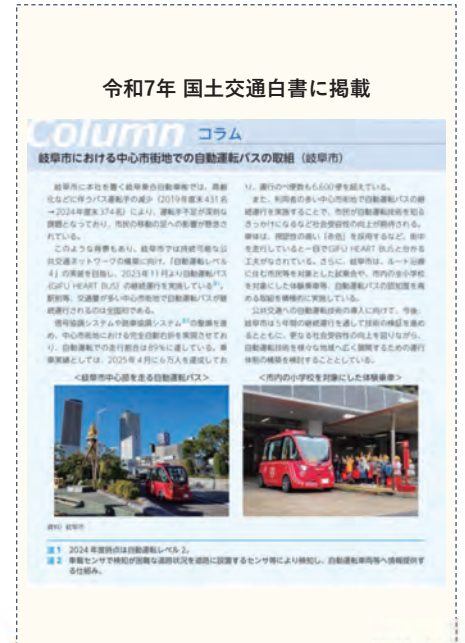 令和7年 国土交通白書に掲載
Column コラム
岐阜市における中心市街地での自動運転バスの取組(岐阜市)
岐阜市に本社を置く岐阜乗合自動車㈱では、高齢
化などに伴うバス運転手の減少(2019年度末431名
→2024年度末374名)により、運転手不足が深刻な
課題となっており、市民の移動の足への影響が懸念さ
れている。
このような背景もあり、岐阜市では持続可能な公
共交通ネットワークの構築に向け、「自動運転レベル
4」の実装を目指し、2023年11月より自動運転バス
(GIFU HEART BUS)の継続運行を実施している注1。
駅前等、交通量が多い中心市街地で自動運転バスが継
続運行されるのは全国初である。
信号協調システムや路車協調システム注2の整備を進
め、中心市街地における完全自動右折を実現させてお
り、自動運転での走行割合は89%に達している。乗
車実績としては、2025年4月に6万人を達成してお
り、運行のべ便数も6,600便を超えている。
また、利用者の多い中心市街地で自動運転バスの継
続運行を実施することで、市民が自動運転技術を知る
きっかけになるなど社会受容性の向上が期待される。
車体は、視認性の高い「赤色」を採用するなど、街中
を走行していると一目でGIFU HEART BUSと分かる
工夫がなされている。さらに、岐阜市は、ルート沿線
に住む市民等を対象とした試乗会や、市内の全小学校
を対象にした体験乗車等、自動運転バスの認知度を高
める取組を積極的に実施している。
公共交通への自動運転技術の導入に向けて、今後、
岐阜市は5年間の継続運行を通して技術の検証を進め
るとともに、更なる社会受容性の向上を図りながら、
自動運転技術を様々な地域へ広く展開するための運行
体制の構築を検討することとしている。
<岐阜市中心部を走る自動運転バス>
<市内の小学校を対象にした体験乗車>
資料)岐阜市
注1 2024年度時点は自動運転レベル2。
注2 車載センサで検知が困難な道路状況を道路に設置するセンサ等により検知し、自動運転車両等へ情報提供す
る仕組み。